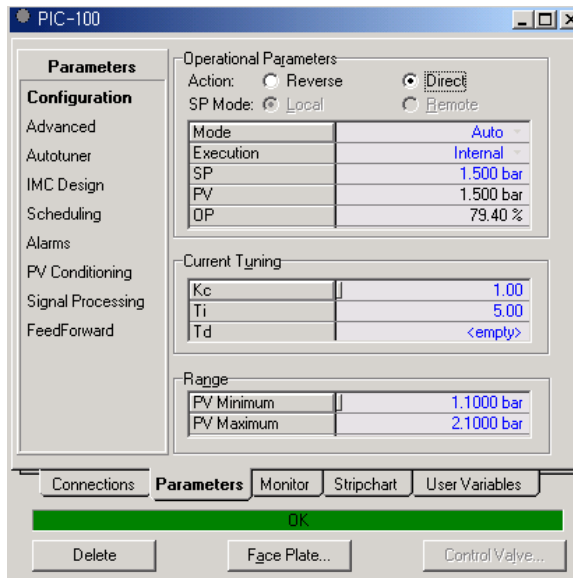 PIC-100
Parameters
Configuration
Advanced
Autotuner
IMC Design
Scheduling
Alarms
PV Conditioning
Signal Processing
FeedForward
Operational Parameters
Action: Reverse Direct
SP Mode: Local Remote
Mode Auto
Execution Internal
SP 1.500 bar
PV 1.500 bar
OP 79.40 %
Current Tuning
Kc 1.00
Ti 5.00
Td <empty>
Range
PV Minimum 1.1000 bar
PV Maximum 2.1000 bar
Connections Parameters Monitor Stripchart User Variables
OK
Delete Face Plate... Control Valve...